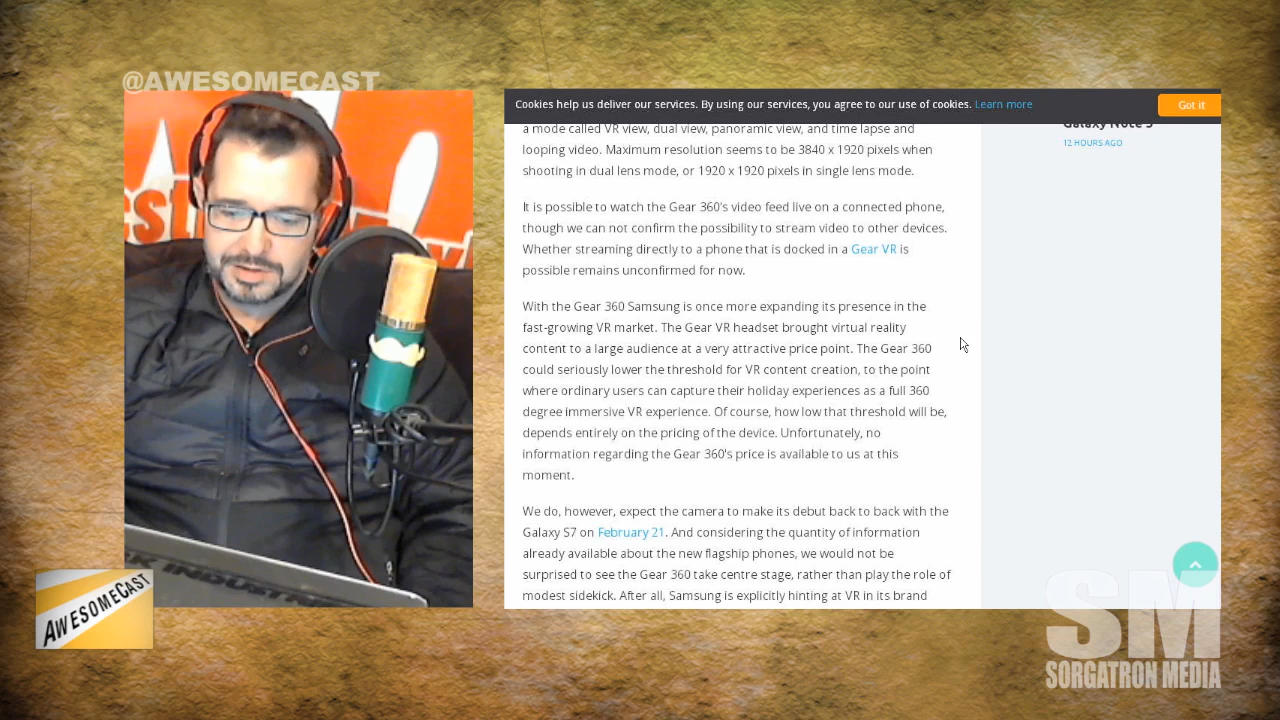 @AWESOMECAST
Cookies help us deliver our services. By using our services, you agree to our use of cookies. Learn more
Got it
Galaxy Note 5
12 HOURS AGO
a mode called VR view, dual view, panoramic view, and time lapse and
looping video. Maximum resolution seems to be 3840 x 1920 pixels when
shooting in dual lens mode, or 1920 x 1920 pixels in single lens mode.
It is possible to watch the Gear 360's video feed live on a connected phone,
though we can not confirm the possibility to stream video to other devices.
Whether streaming directly to a phone that is docked in a Gear VR is
possible remains unconfirmed for now.
With the Gear 360 Samsung is once more expanding its presence in the
fast-growing VR market. The Gear VR headset brought virtual reality
content to a large audience at a very attractive price point. The Gear 360
could seriously lower the threshold for VR content creation, to the point
where ordinary users can capture their holiday experiences as a full 360
degree immersive VR experience. Of course, how low that threshold will be,
depends entirely on the pricing of the device. Unfortunately, no
information regarding the Gear 360's price is available to us at this
moment.
We do, however, expect the camera to make its debut back to back with the
Galaxy S7 on February 21. And considering the quantity of information
already available about the new flagship phones, we would not be
surprised to see the Gear 360 take centre stage, rather than play the role of
modest sidekick. After all, Samsung is explicitly hinting at VR in its brand
AWESOMECAST
SM
SORGATRON MEDIA